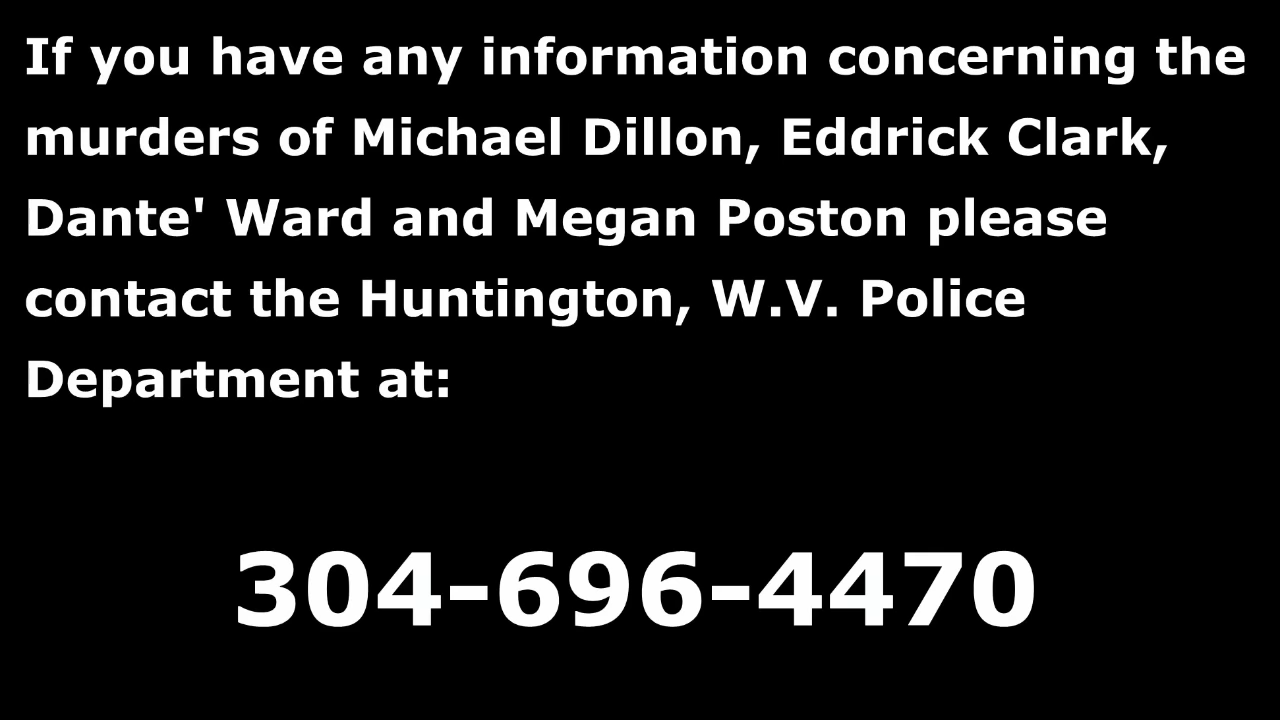 If you have any information concerning the
murders of Michael Dillon, Eddrick Clark,
Dante' Ward and Megan Poston please
contact the Huntington, W.V. Police
Department at:
304-696-4470